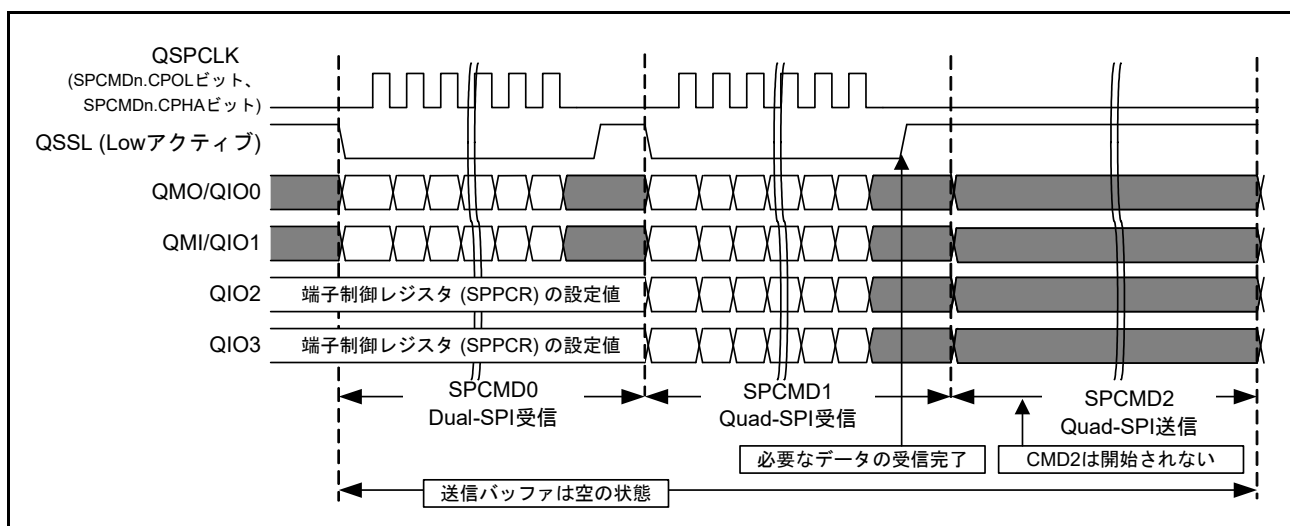 QSPCLK
(SPCMDn.CPOLビット、
SPCMDn.CPHAビット)
QSSL (Lowアクティブ)
QMO/QIO0
QMI/QIO1
QIO2
端子制御レジスタ (SPPCR) の設定値
QIO3
端子制御レジスタ (SPPCR) の設定値
SPCMD0
Dual-SPI受信
SPCMD1
Quad-SPI受信
SPCMD2
Quad-SPI送信
必要なデータの受信完了
CMD2は開始されない
送信バッファは空の状態